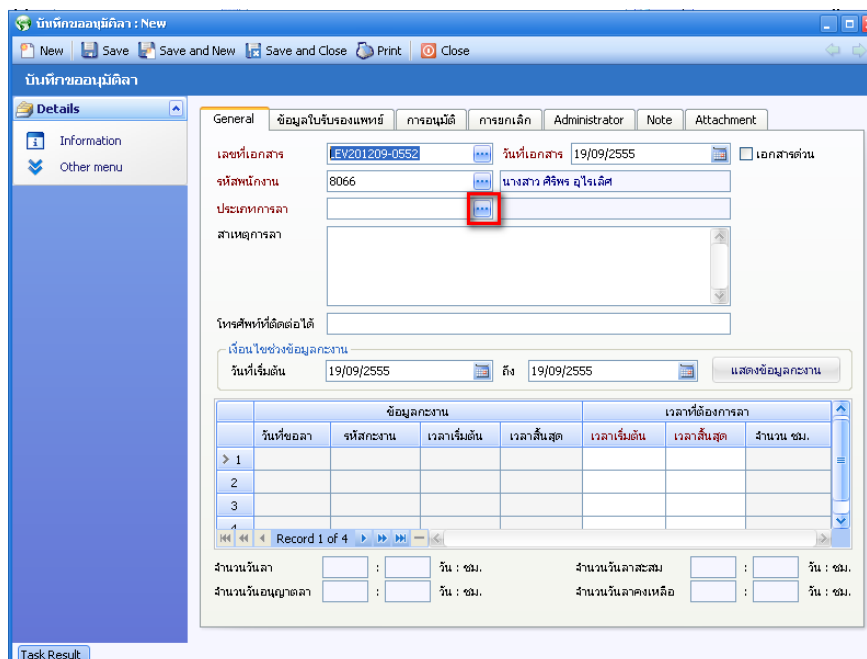 บันทึกขออนุมัติลา : New
New Save Save and New Save and Close Print Close
บันทึกขออนุมัติลา
Details
Information
Other menu
General ข้อมูลใบรับรองแพทย์ การอนุมัติ การยกเลิก Administrator Note Attachment
เลขที่เอกสาร LEV201209-0552 ... วันที่เอกสาร 19/09/2555 เอกสารด่วน
รหัสพนักงาน 8066 ... นางสาว ศิริพร อุไรเลิศ
ประเภทการลา ...
สาเหตุการลา
โทรศัพท์ที่ติดต่อได้
เงื่อนไขช่วงข้อมูลกะงาน
วันที่เริ่มต้น 19/09/2555 ถึง 19/09/2555 แสดงข้อมูลกะงาน
ข้อมูลกะงาน เวลาที่ต้องการลา
วันที่ขอลา รหัสกะงาน เวลาเริ่มต้น เวลาสิ้นสุด เวลาเริ่มต้น เวลาสิ้นสุด จำนวน ชม.
1
2
3
4
Record 1 of 4
จำนวนวันลา : วัน : ชม. จำนวนวันลาสะสม : วัน : ชม.
จำนวนวันอนุญาตลา : วัน : ชม. จำนวนวันลาคงเหลือ : วัน : ชม.
Task Result